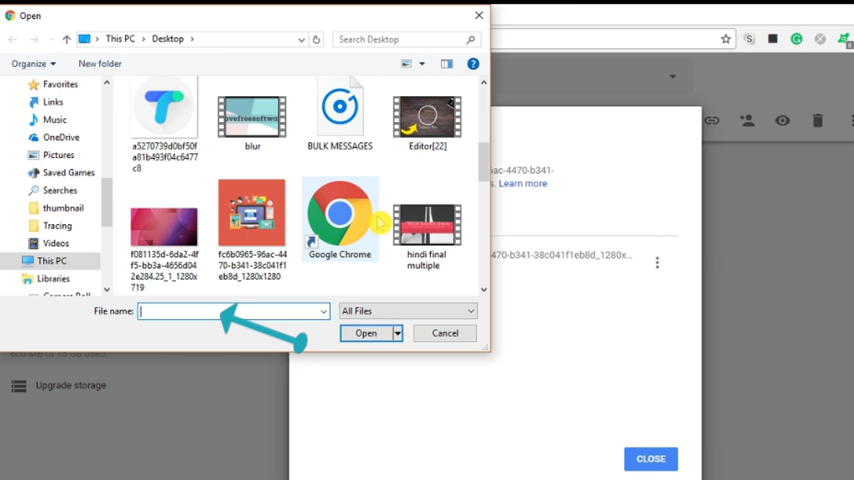 Open
This PC > Desktop >
Search Desktop
Organize
New folder
Favorites
Links
Music
OneDrive
Pictures
Saved Games
Searches
thumbnail
Tracing
Videos
This PC
Libraries
a5270739d0bf50f
a81b493f04c6477
c8
blur
BULK MESSAGES
Editor[22]
f081135d-6da2-4f
f5-bb3a-4656d04
2e284.25_1_1280x
719
fc6b0965-96ac-44
70-b341-38c041f1
eb8d_1280x1280
Google Chrome
hindi final
multiple
File name:
All Files
Open
Cancel
6ac-4470-b341-
s. Learn more
470-b341-38c041f1eb8d_1280x...
Upgrade storage
CLOSE